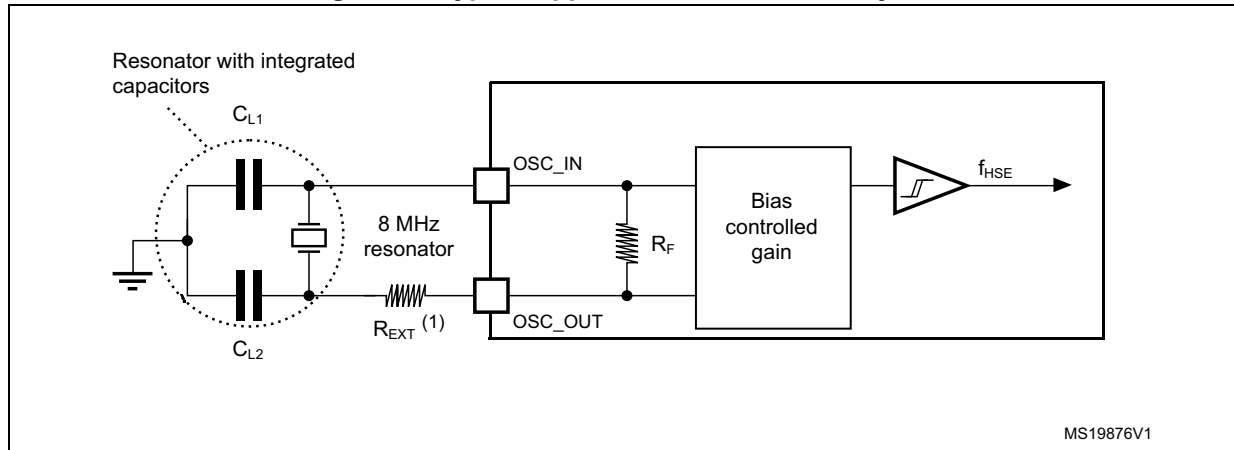 Resonator with integrated
capacitors
C_L1
OSC_IN
f_HSE
8 MHz
resonator
R_F
Bias
controlled
gain
R_EXT (1)
OSC_OUT
C_L2
MS19876V1